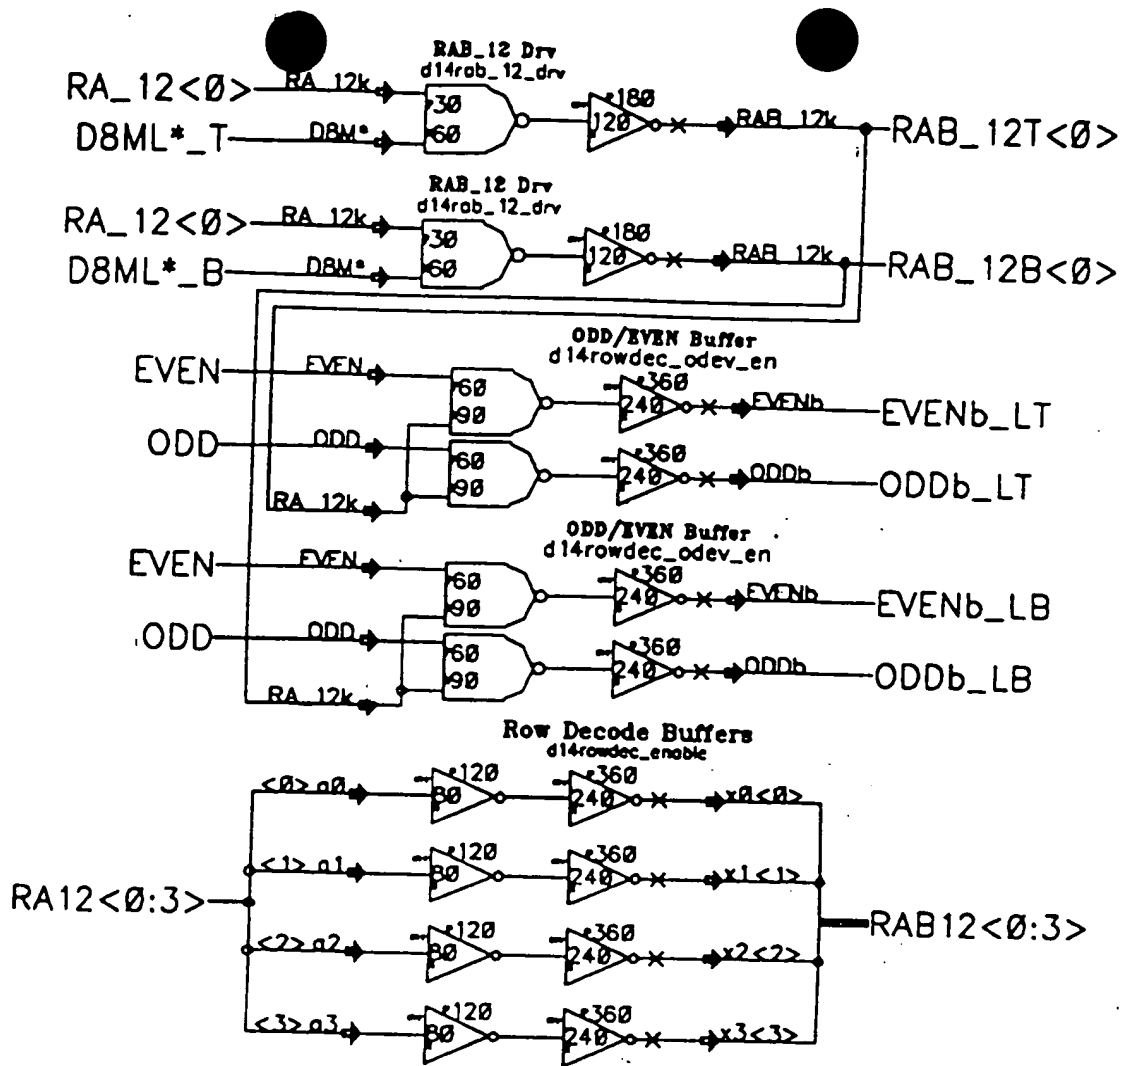 RAB_12 Drv
d14rab_12_drv
RA_12<0> RA_12k 30 180
D8ML*_T D8M* 60 120 RAB_12k RAB_12T<0>
RAB_12 Drv
d14rab_12_drv
RA_12<0> RA_12k 30 180
D8ML*_B D8M* 60 120 RAB_12k RAB_12B<0>
ODD/EVEN Buffer
d14rowdec_odev_en
EVEN EVEN 60 360
90 240 EVENb EVENb_LT
ODD ODD 60 360
90 240 ODDb ODDb_LT
RA_12k
ODD/EVEN Buffer
d14rowdec_odev_en
EVEN EVEN 60 360
90 240 EVENb EVENb_LB
ODD ODD 60 360
90 240 ODDb ODDb_LB
RA_12k
Row Decode Buffers
d14rowdec_enable
<0> a0 120 360
80 240 x0<0>
<1> a1 120 360
80 240 x1<1>
RA12<0:3> RAB12<0:3>
<2> a2 120 360
80 240 x2<2>
<3> a3 120 360
80 240 x3<3>